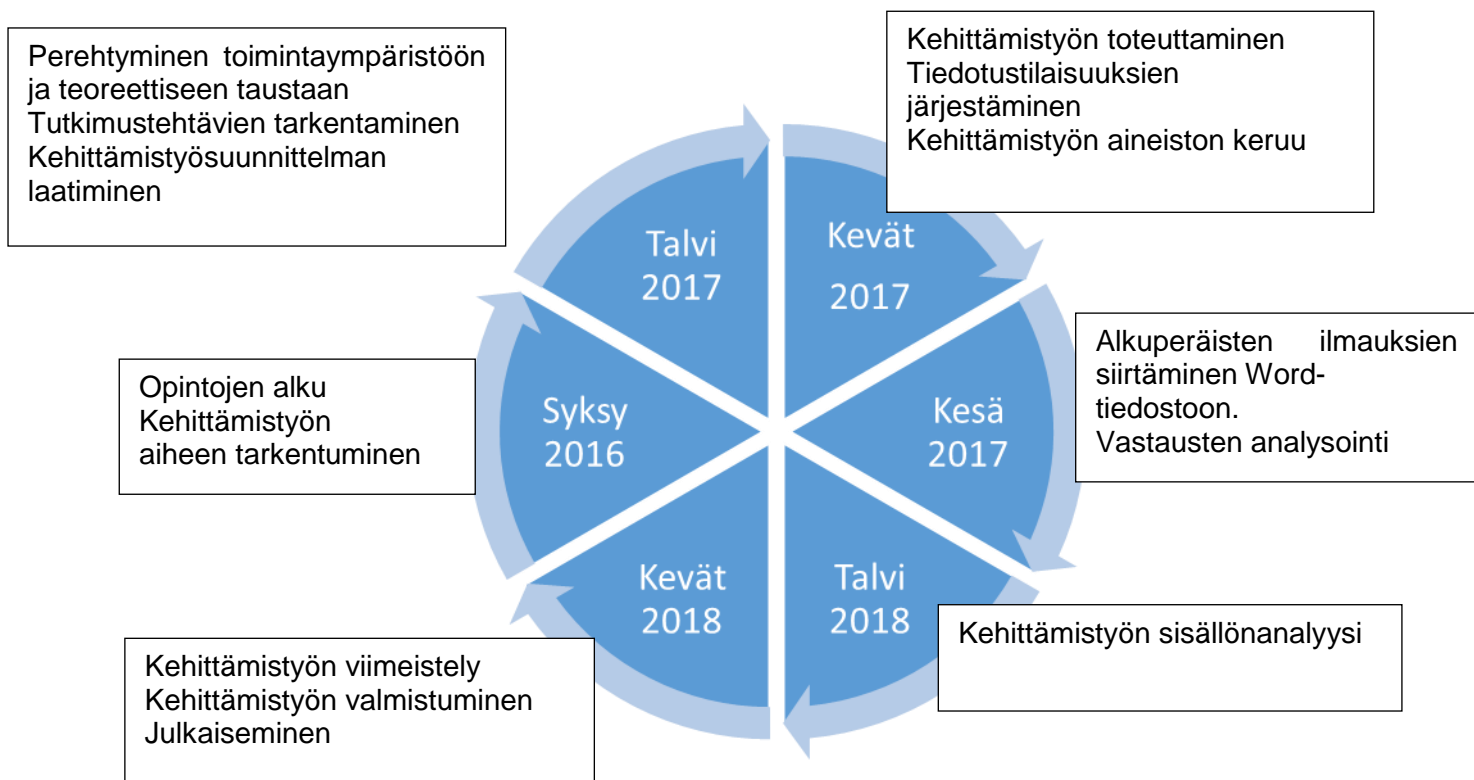 Perehtyminen toimintaympäristöön
ja teoreettiseen taustaan
Tutkimustehtävien tarkentaminen
Kehittämistyösuunnittelman
laatiminen
Kehittämistyön toteuttaminen
Tiedotustilaisuuksien
järjestäminen
Kehittämistyön aineiston keruu
Talvi
2017
Kevät
2017
Alkuperäisten ilmauksien
siirtäminen Word-
tiedostoon.
Vastausten analysointi
Opintojen alku
Kehittämistyön
aiheen tarkentuminen
Syksy
2016
Kesä
2017
Kevät
2018
Talvi
2018
Kehittämistyön sisällönanalyysi
Kehittämistyön viimeistely
Kehittämistyön valmistuminen
Julkaiseminen